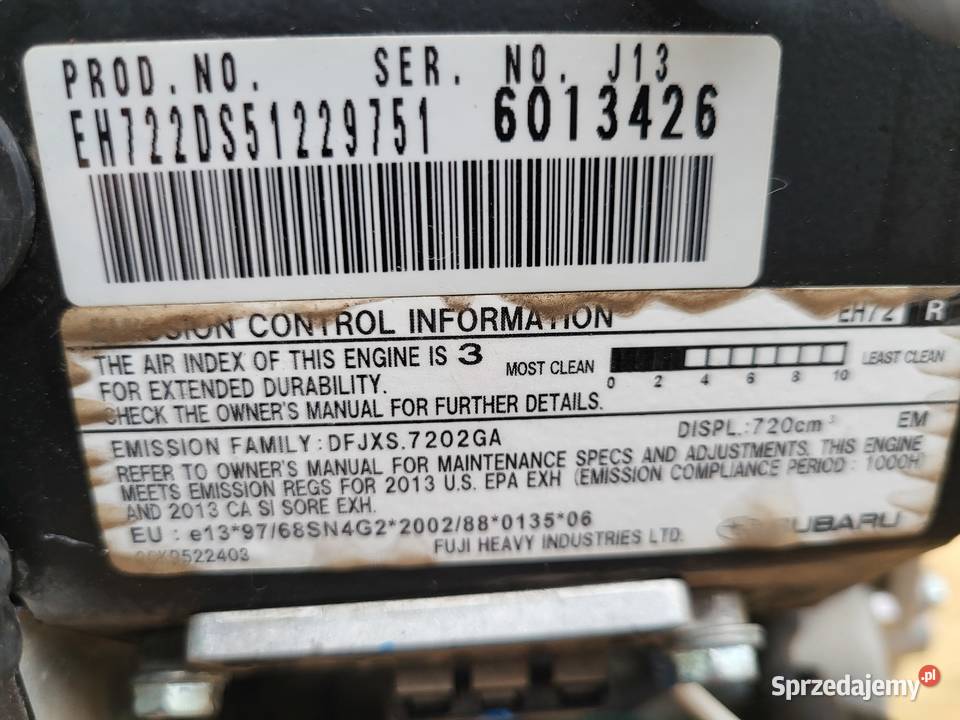 PROD.NO. SER. NO. J13
EH722DS51229751 6013426
EMISSION CONTROL INFORMATION EH72 R
THE AIR INDEX OF THIS ENGINE IS 3
FOR EXTENDED DURABILITY.
CHECK THE OWNER'S MANUAL FOR FURTHER DETAILS.
MOST CLEAN LEAST CLEAN
0 2 4 6 8 10
EMISSION FAMILY: DFJXS.7202GA DISPL.:720cm³ EM
REFER TO OWNER'S MANUAL FOR MAINTENANCE SPECS AND ADJUSTMENTS. THIS ENGINE
MEETS EMISSION REGS FOR 2013 U.S. EPA EXH (EMISSION COMPLIANCE PERIOD : 1000H)
AND 2013 CA SI SORE EXH.
EU : e13*97/68SN4G2*2002/88*0135*06
FUJI HEAVY INDUSTRIES LTD. SUBARU
Sprzedajemy.pl